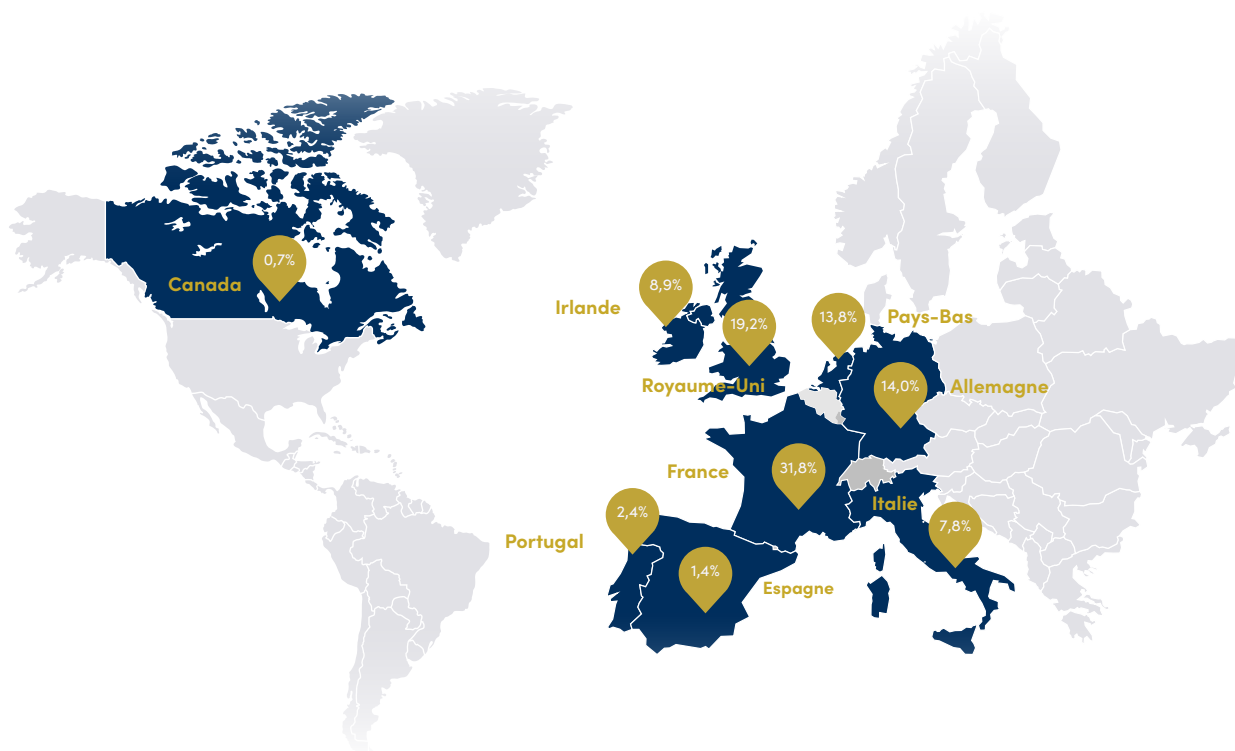 0,7%
Canada
8,9%
Irlande
19,2%
Royaume-Uni
13,8%
Pays-Bas
14,0%
Allemagne
31,8%
France
Italie
7,8%
2,4%
Portugal
1,4%
Espagne